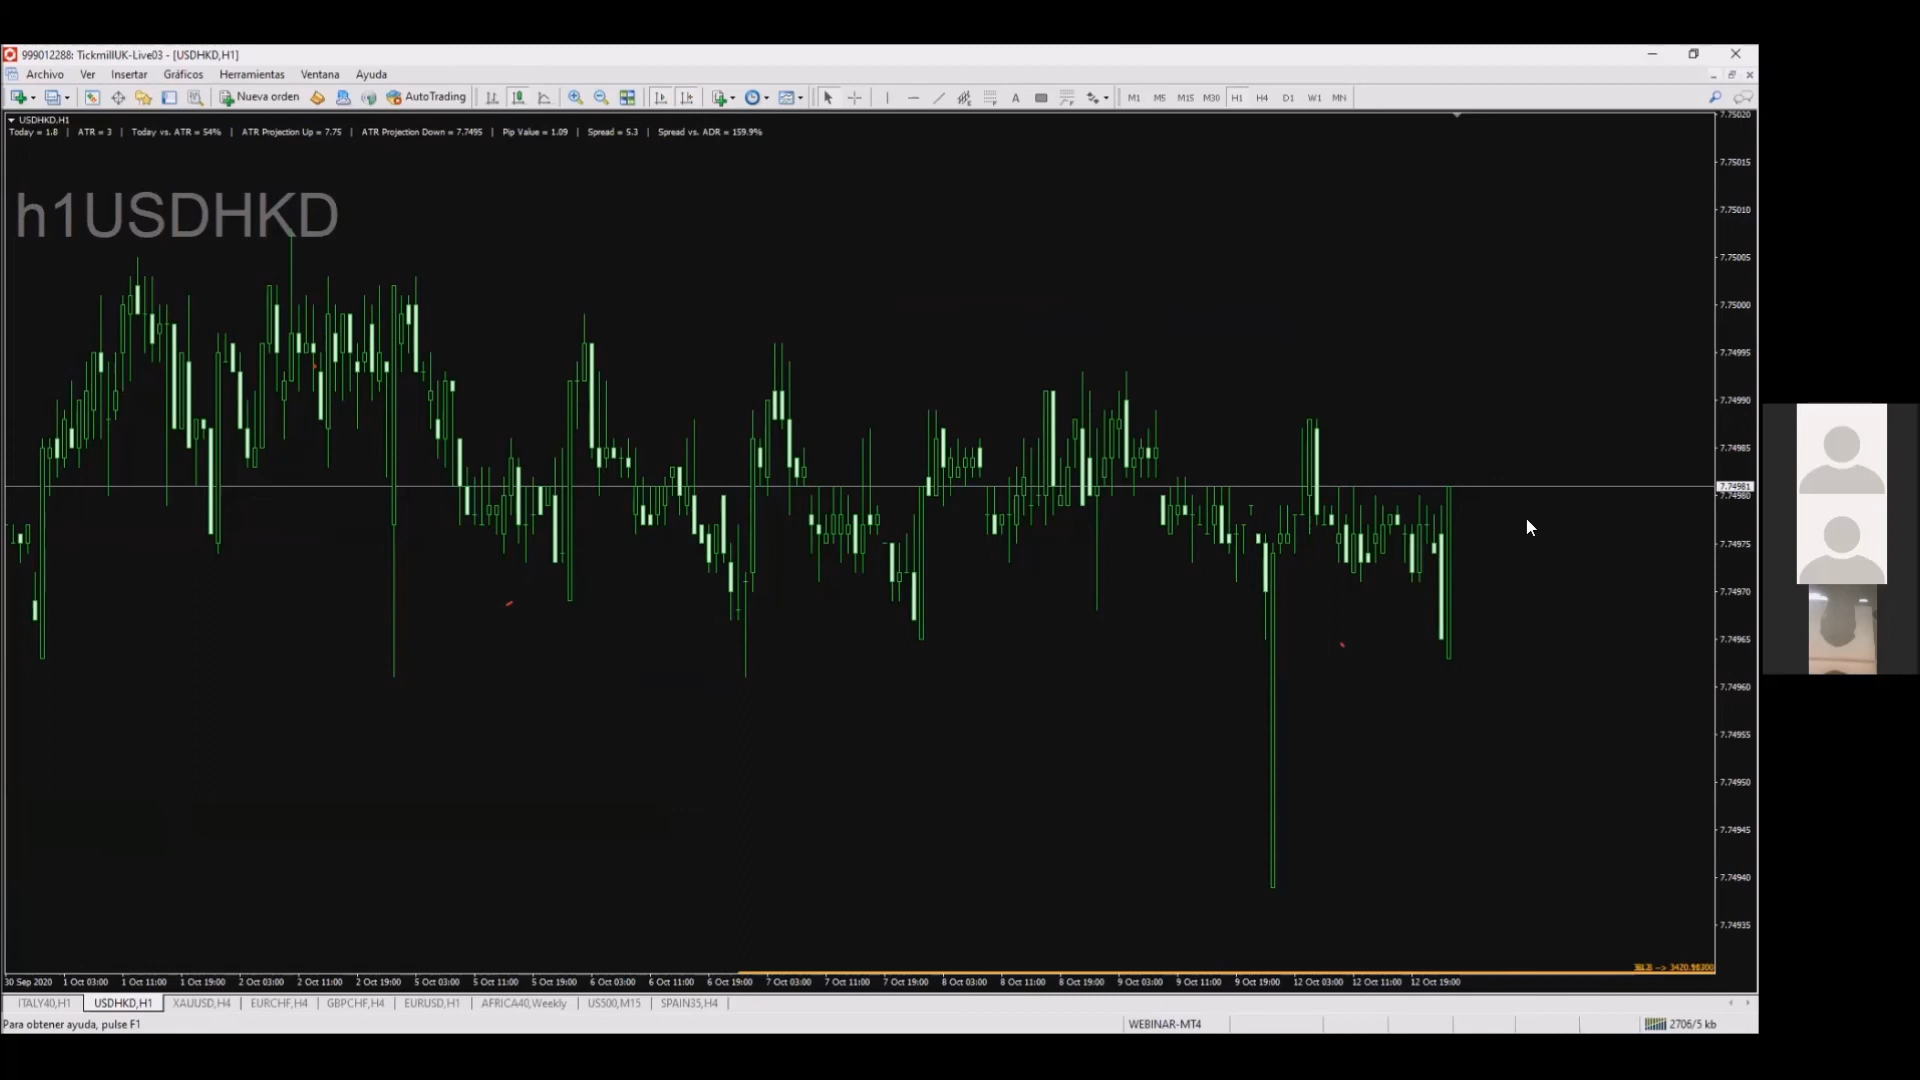 999012288: TickmillUK-Live03 - [USDHKD,H1]
Archivo Ver Insertar Gráficos Herramientas Ventana Ayuda
Nueva orden AutoTrading A M1 M5 M15 M30 H1 H4 D1 W1 MN
USDHKD,H1
Today = 1.8 | ATR = 3 | Today vs. ATR = 54% | ATR Projection Up = 7.75 | ATR Projection Down = 7.7495 | Pip Value = 1.09 | Spread = 5.3 | Spread vs. ADR = 159.9%
h1USDHKD
7.75020
7.75015
7.75010
7.75005
7.75000
7.74995
7.74990
7.74985
7.74981
7.74980
7.74975
7.74970
7.74965
7.74960
7.74955
7.74950
7.74945
7.74940
7.74935
30 Sep 2020 1 Oct 03:00 1 Oct 11:00 1 Oct 19:00 2 Oct 03:00 2 Oct 11:00 2 Oct 19:00 5 Oct 03:00 5 Oct 11:00 5 Oct 19:00 6 Oct 03:00 6 Oct 11:00 6 Oct 19:00 7 Oct 03:00 7 Oct 11:00 7 Oct 19:00 8 Oct 03:00 8 Oct 11:00 8 Oct 19:00 9 Oct 03:00 9 Oct 11:00 9 Oct 19:00 12 Oct 03:00 12 Oct 11:00 12 Oct 19:00
ITALY40,H1 USDHKD,H1 XAUUSD,H4 EURCHF,H4 GBPCHF,H4 EURUSD,H1 AFRICA40,Weekly US500,M15 SPAIN35,H4
Para obtener ayuda, pulse F1 WEBINAR-MT4 2706/5 kb